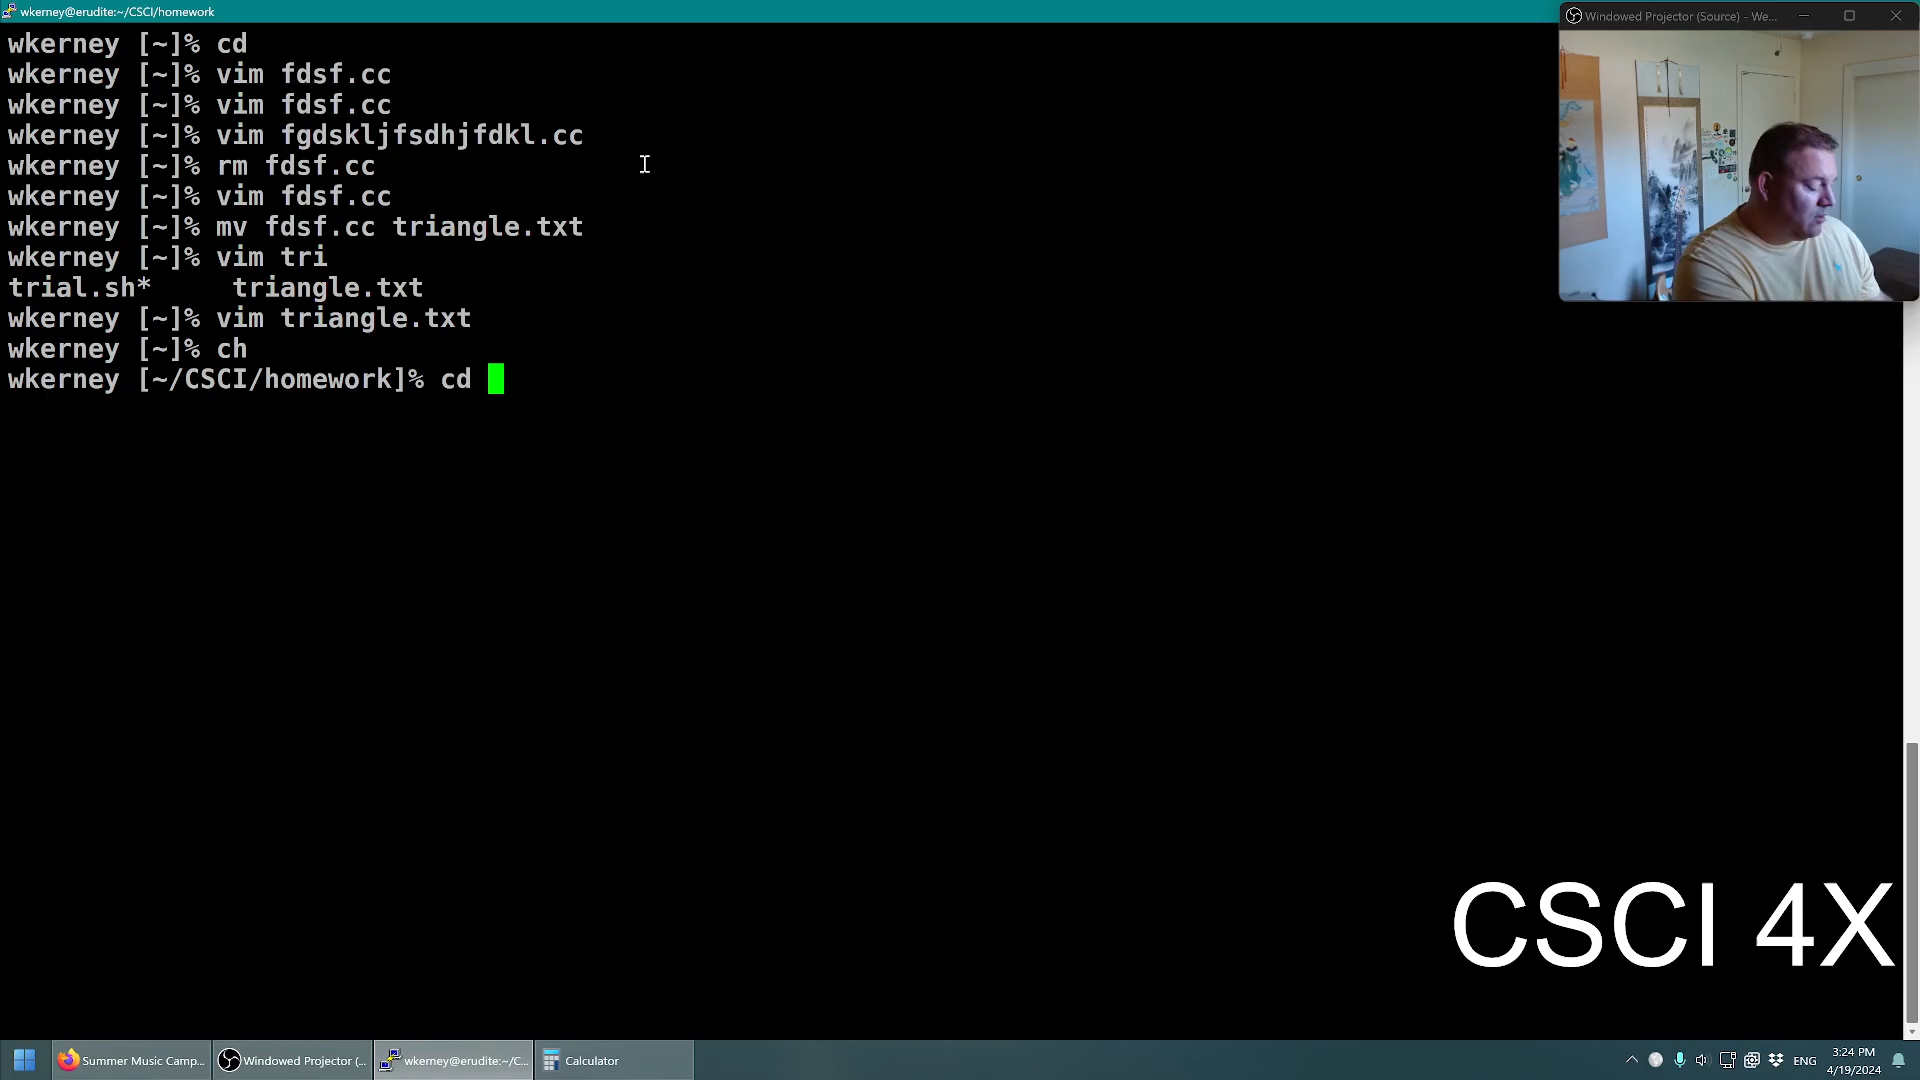 wkerney@erudite:~/CSCI/homework
Windowed Projector (Source) - We...
wkerney [~]% cd
wkerney [~]% vim fdsf.cc
wkerney [~]% vim fdsf.cc
wkerney [~]% vim fgdskljfsdhjfdkl.cc
wkerney [~]% rm fdsf.cc
wkerney [~]% vim fdsf.cc
wkerney [~]% mv fdsf.cc triangle.txt
wkerney [~]% vim tri
trial.sh* triangle.txt
wkerney [~]% vim triangle.txt
wkerney [~]% ch
wkerney [~/CSCI/homework]% cd
CSCI 4X
Summer Music Camp...
Windowed Projector (...
wkerney@erudite:~/C...
Calculator
ENG
3:24 PM
4/19/2024